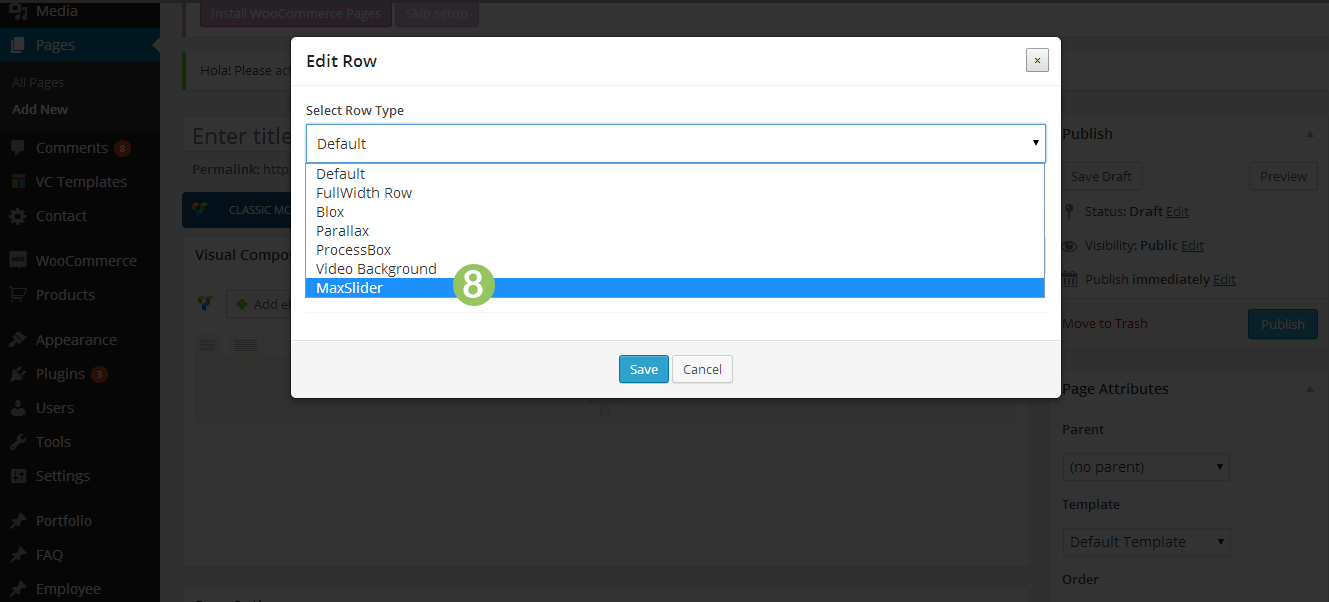 Media
Pages
All Pages
Add New
Comments 8
VC Templates
Contact
WooCommerce
Products
Appearance
Plugins 3
Users
Tools
Settings
Portfolio
FAQ
Employee
Install WooCommerce Pages
Skip setup
Hola! Please
Enter title
Permalink: http:
CLASSIC
Visual
Add
Edit Row
×
Select Row Type
Default
Default
FullWidth Row
Blox
Parallax
ProcessBox
Video Background
MaxSlider
8
Save
Cancel
Publish
Save Draft
Preview
Status: Draft Edit
Visibility: Public Edit
Publish immediately Edit
Move to Trash
Publish
Page Attributes
Parent
(no parent)
Template
Default Template
Order